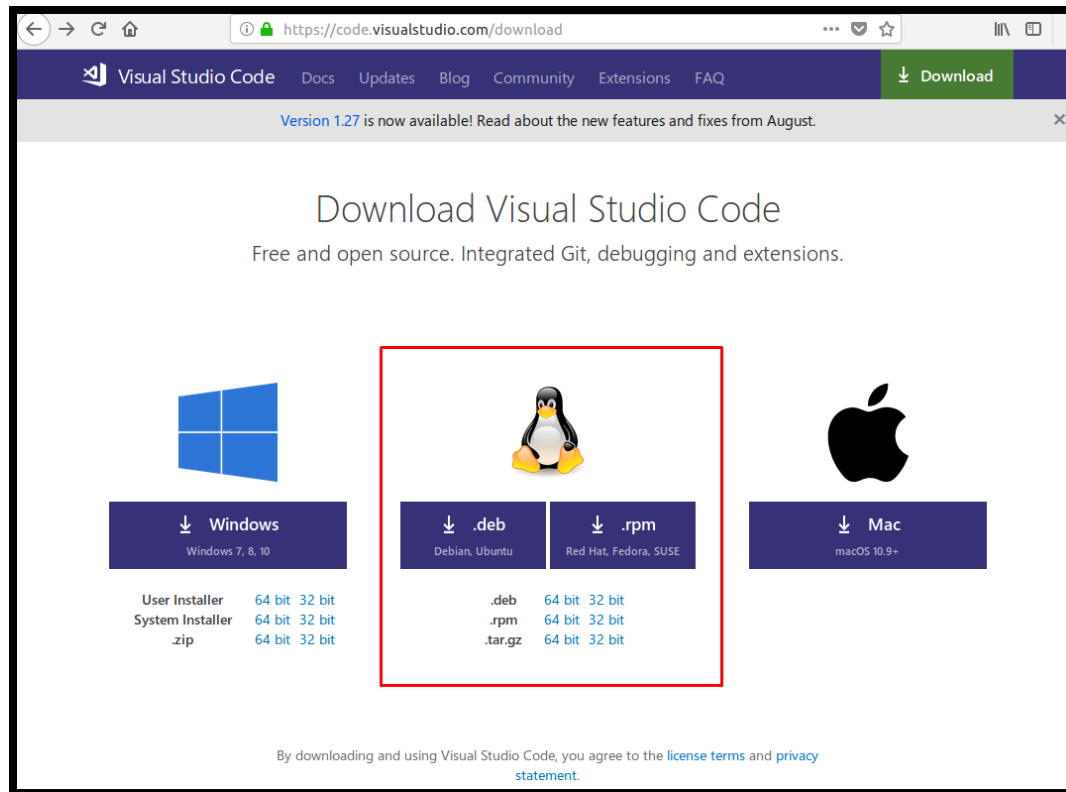 https://code.visualstudio.com/download
Visual Studio Code Docs Updates Blog Community Extensions FAQ Download
Version 1.27 is now available! Read about the new features and fixes from August.
Download Visual Studio Code
Free and open source. Integrated Git, debugging and extensions.
Windows
Windows 7, 8, 10
User Installer 64 bit 32 bit
System Installer 64 bit 32 bit
.zip 64 bit 32 bit
.deb
Debian, Ubuntu
.rpm
Red Hat, Fedora, SUSE
.deb 64 bit 32 bit
.rpm 64 bit 32 bit
.tar.gz 64 bit 32 bit
Mac
macOS 10.9+
By downloading and using Visual Studio Code, you agree to the license terms and privacy
statement.